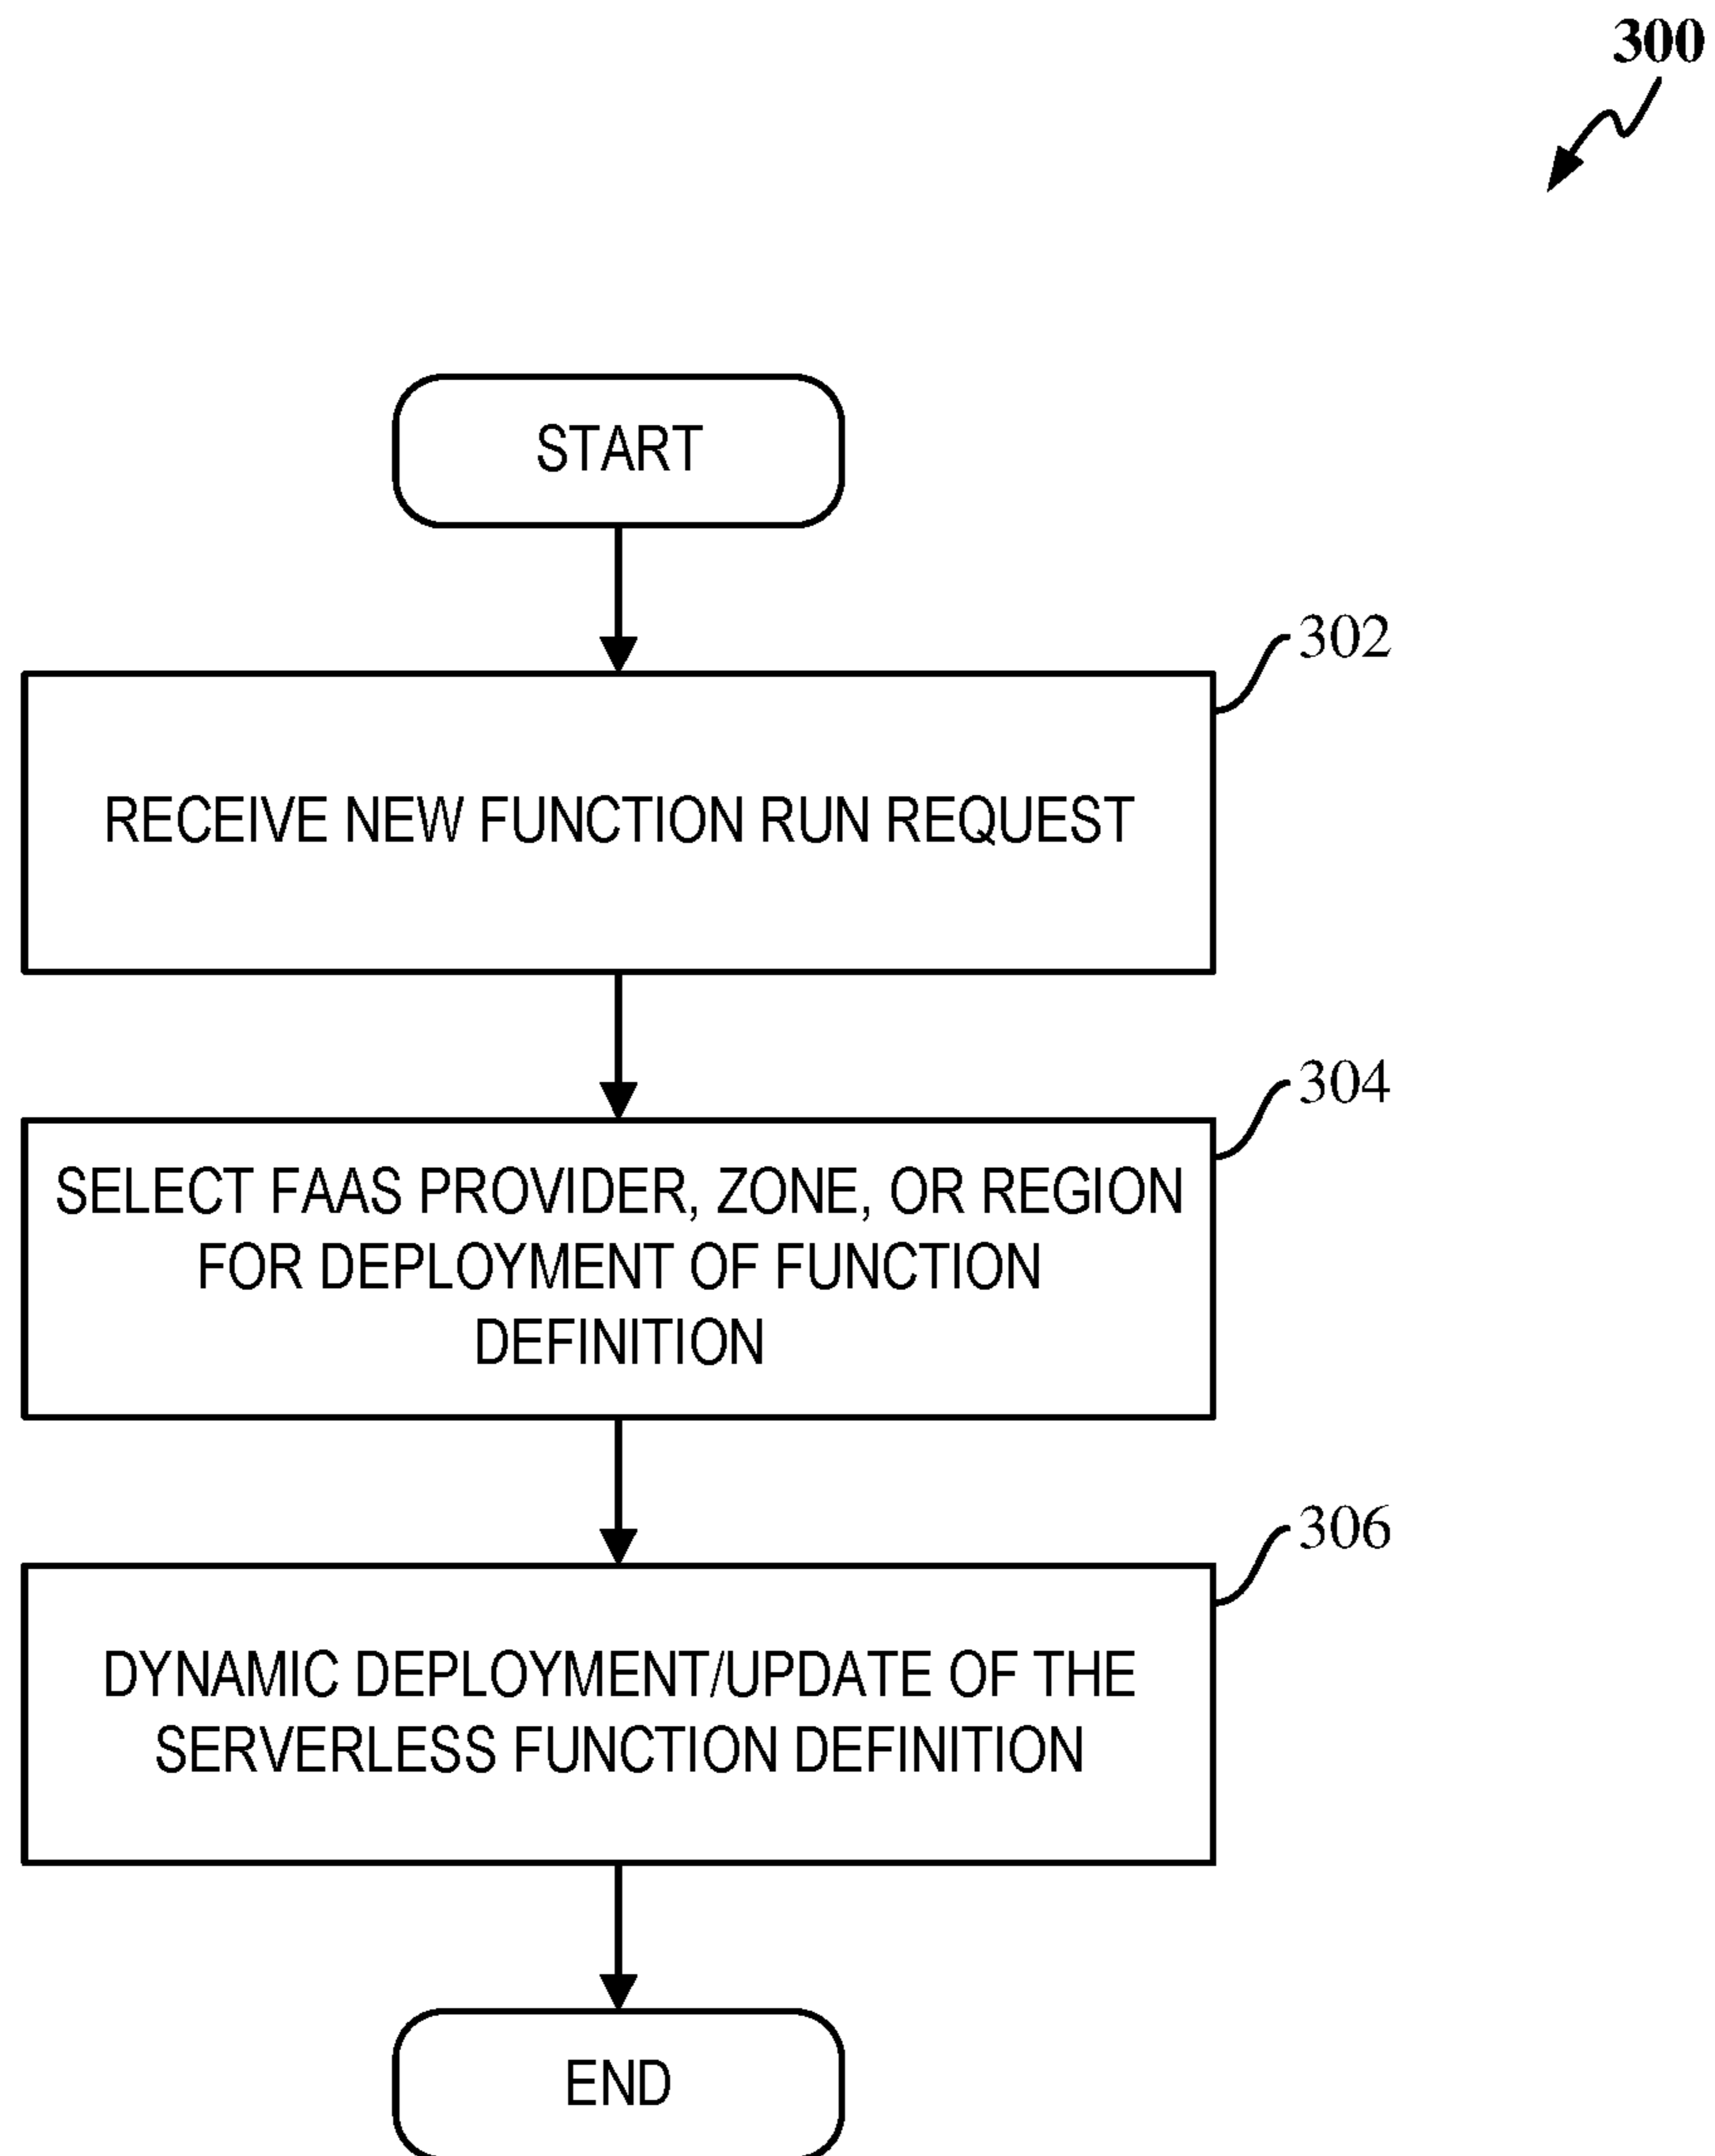 300
START
302
RECEIVE NEW FUNCTION RUN REQUEST
304
SELECT FAAS PROVIDER, ZONE, OR REGION
FOR DEPLOYMENT OF FUNCTION
DEFINITION
306
DYNAMIC DEPLOYMENT/UPDATE OF THE
SERVERLESS FUNCTION DEFINITION
END